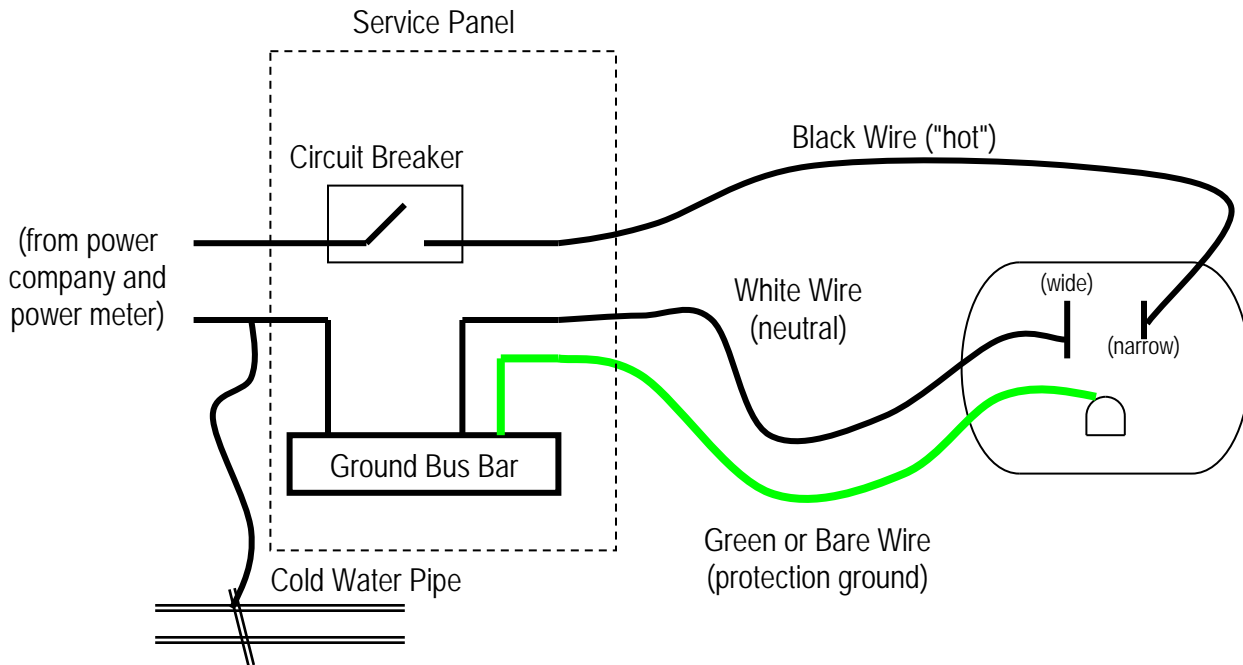 Service Panel
Black Wire ("hot")
Circuit Breaker
(from power
company and
power meter)
White Wire
(neutral)
(wide)
(narrow)
Ground Bus Bar
Green or Bare Wire
(protection ground)
Cold Water Pipe